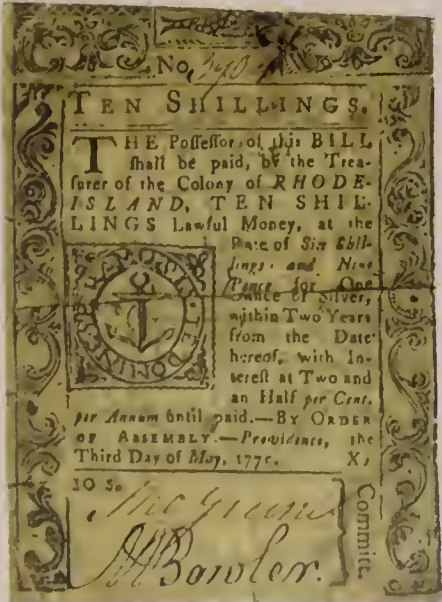 No.
TEN SHILLINGS.
THE Poſſeſſor, of this BILL
ſhall be paid, by the Trea-
ſurer of the Colony of RHODE-
ISLAND, TEN SHIL-
LINGS Lawful Money, at the
Rate of Six Shil-
lings and Nine
Pence for One
Ounce of Silver,
within Two Years
from the Date
hereof, with In-
tereſt at Two and
an Half per Cent.
per Annum until paid.—BY ORDER
OF ASSEMBLY.—Providence, the
Third Day of May, X,
10 s.
Bowler.
Committ.